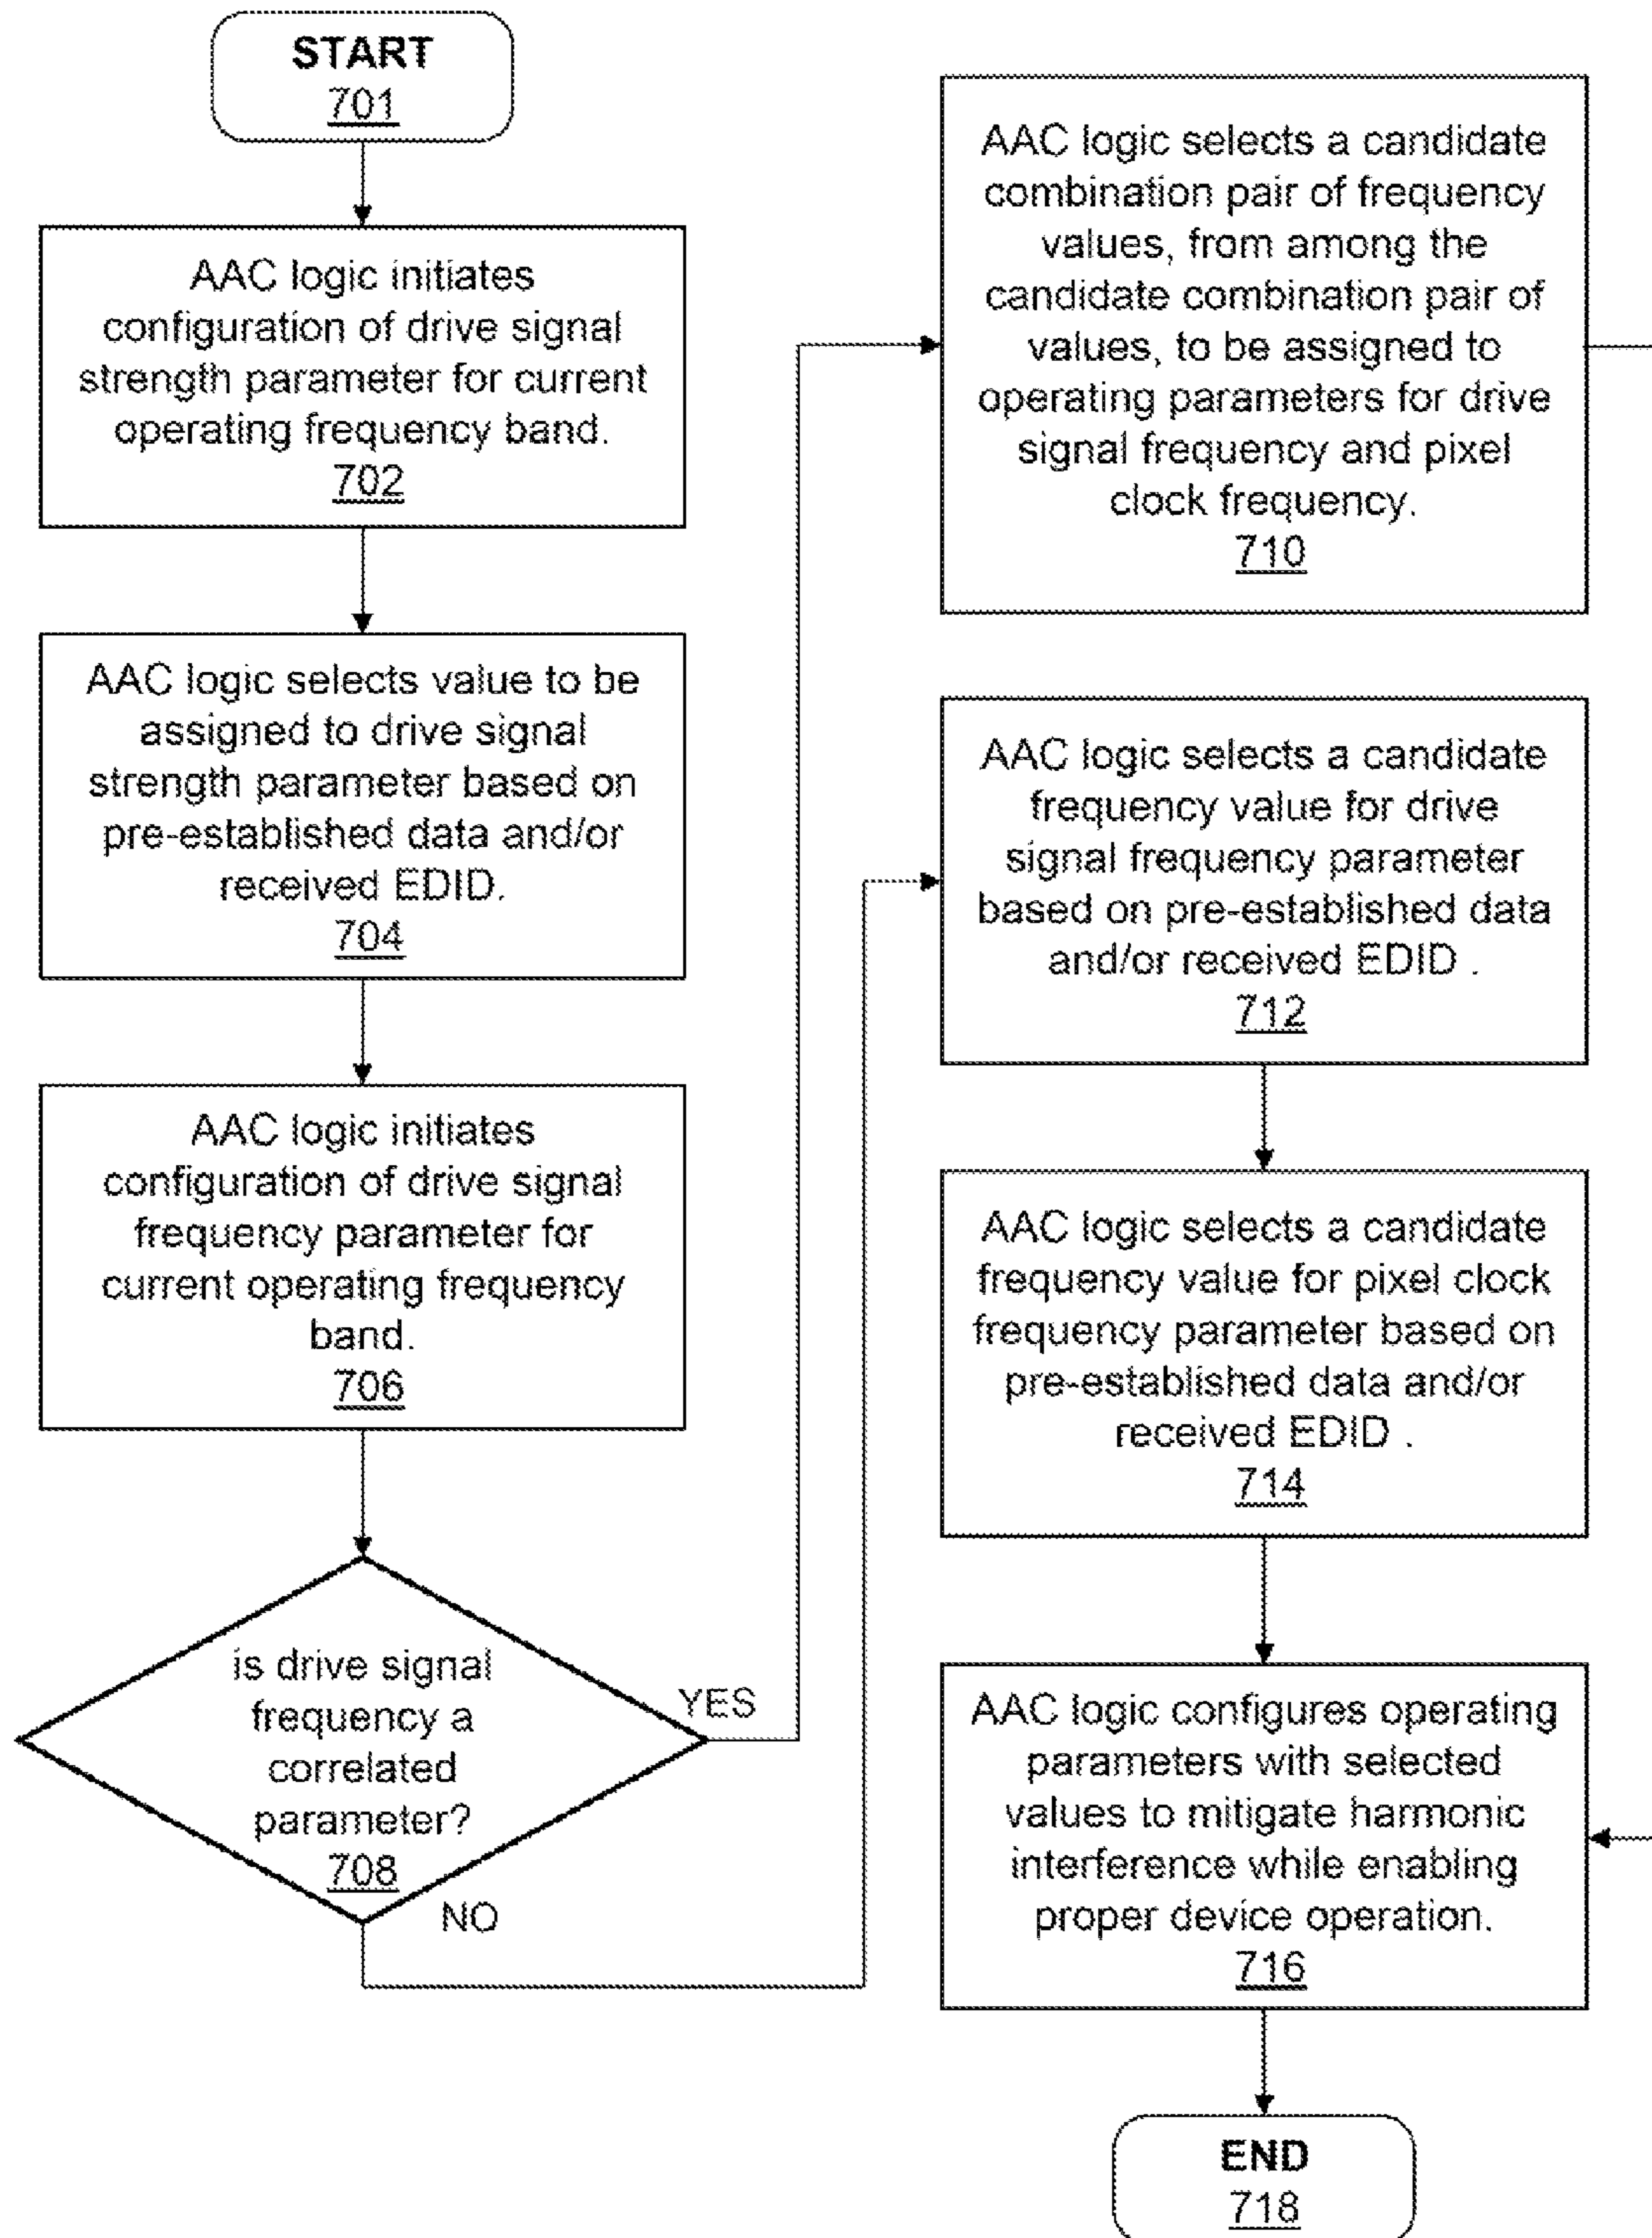 START
701
AAC logic initiates
configuration of drive signal
strength parameter for current
operating frequency band.
702
AAC logic selects value to be
assigned to drive signal
strength parameter based on
pre-established data and/or
received EDID.
704
AAC logic initiates
configuration of drive signal
frequency parameter for
current operating frequency
band.
706
is drive signal
frequency a
correlated
parameter?
708
YES
NO
AAC logic selects a candidate
combination pair of frequency
values, from among the
candidate combination pair of
values, to be assigned to
operating parameters for drive
signal frequency and pixel
clock frequency.
710
AAC logic selects a candidate
frequency value for drive
signal frequency parameter
based on pre-established data
and/or received EDID .
712
AAC logic selects a candidate
frequency value for pixel clock
frequency parameter based on
pre-established data and/or
received EDID .
714
AAC logic configures operating
parameters with selected
values to mitigate harmonic
interference while enabling
proper device operation.
716
END
718